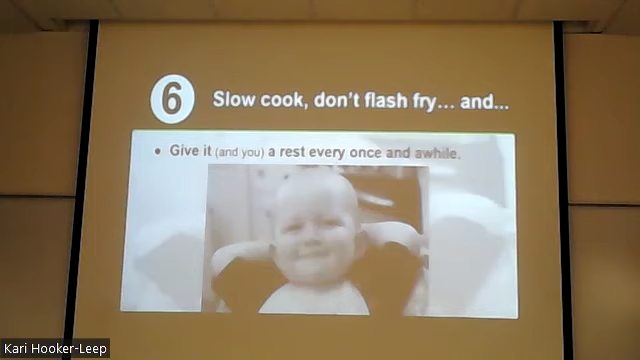 6
Slow cook, don't flash fry... and...
• Give it (and you) a rest every once and awhile.
Kari Hooker-Leep